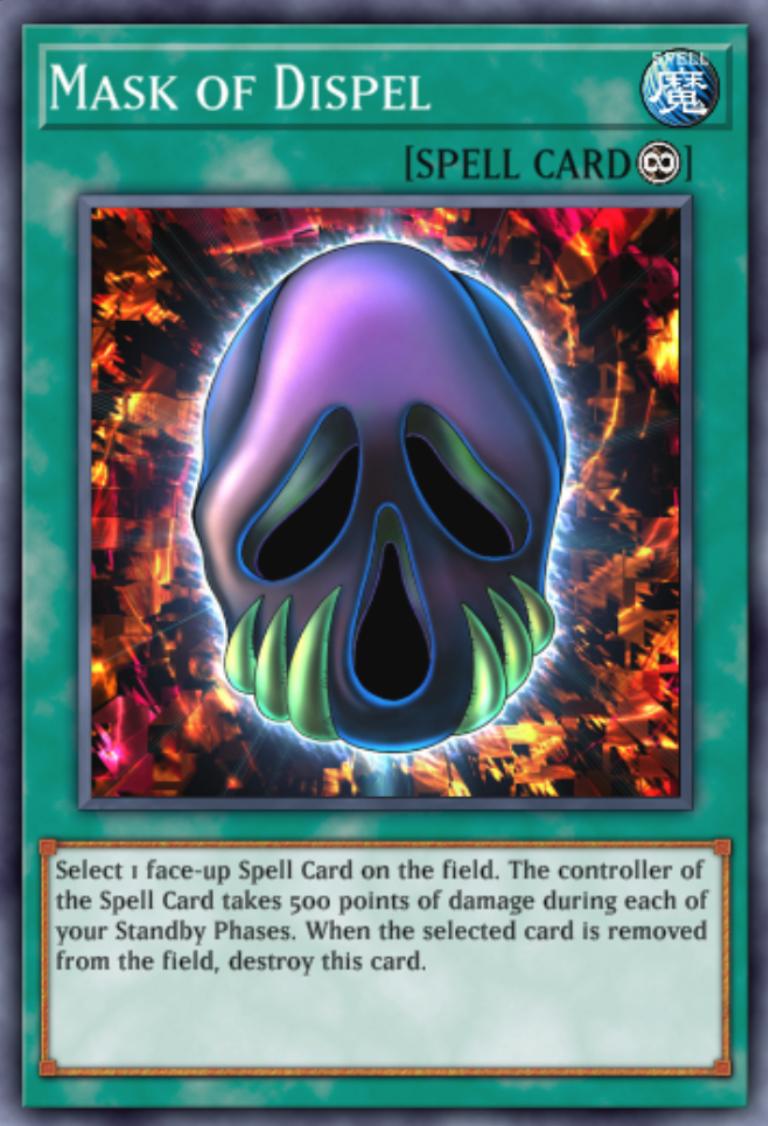 Mask of Dispel
SPELL
魔
[SPELL CARD♾]
Select 1 face-up Spell Card on the field. The controller of
the Spell Card takes 500 points of damage during each of
your Standby Phases. When the selected card is removed
from the field, destroy this card.